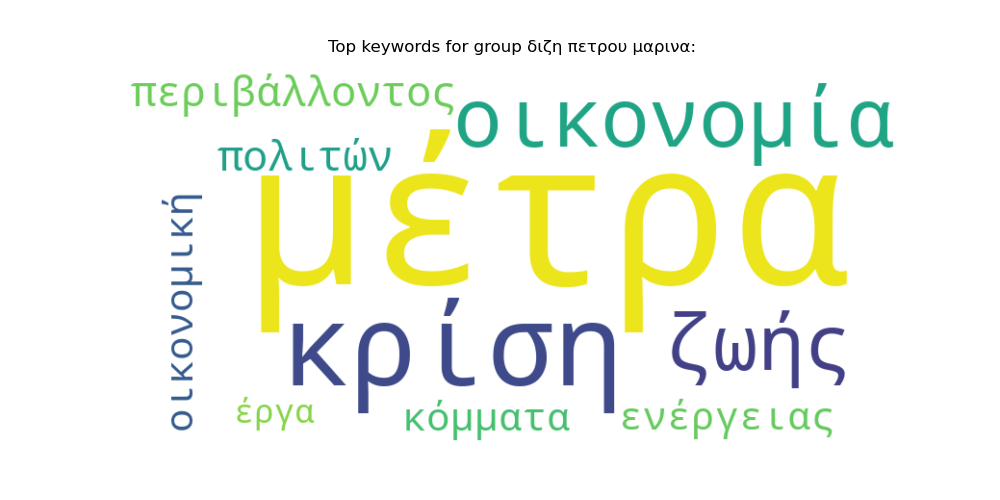 Top keywords for group διζη πετρου μαρινα:
περιβάλλοντος
οικονομία
πολιτών
μέτρα
οικονομική
κρίση
ζωής
έργα
κόμματα
ενέργειας